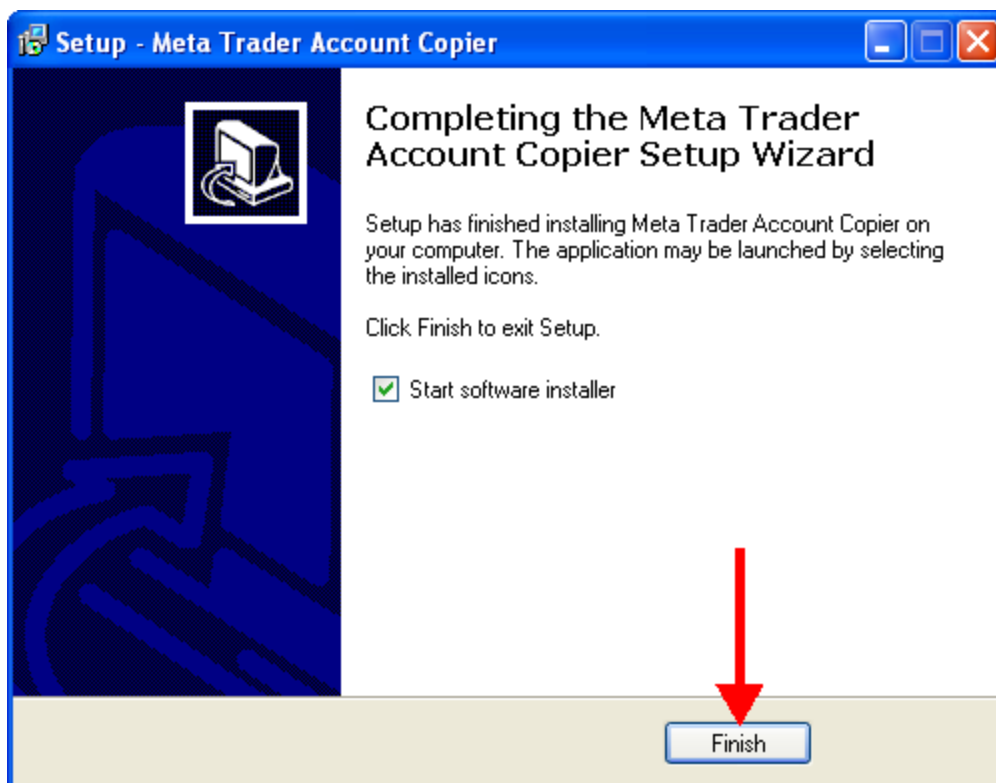 Setup - Meta Trader Account Copier
Completing the Meta Trader
Account Copier Setup Wizard
Setup has finished installing Meta Trader Account Copier on
your computer. The application may be launched by selecting
the installed icons.
Click Finish to exit Setup.
Start software installer
Finish